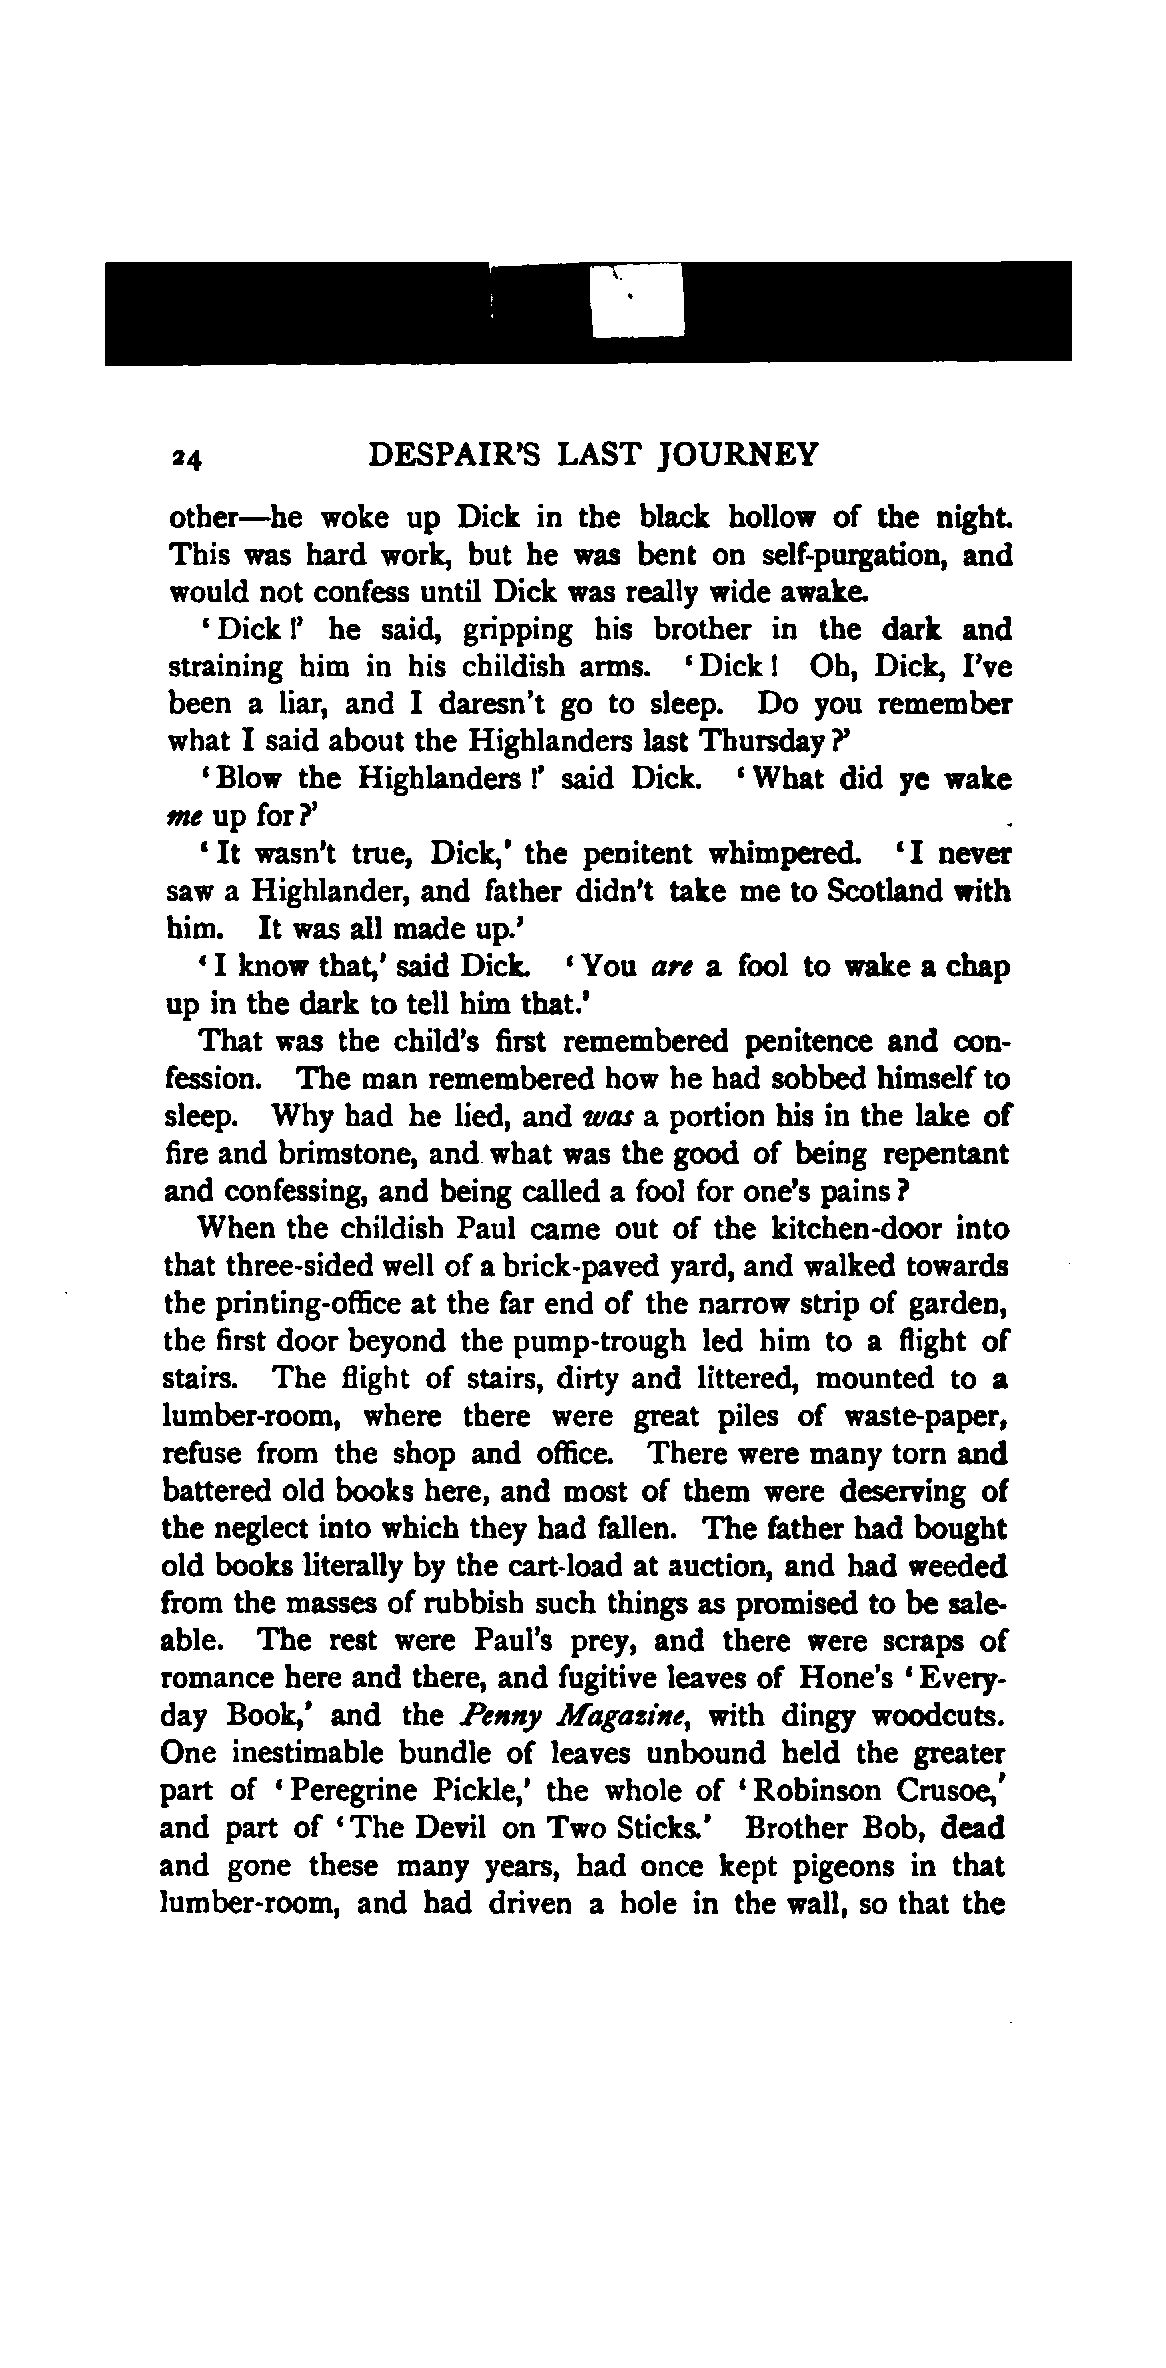 24 DESPAIR'S LAST JOURNEY
other—he woke up Dick in the black hollow of the night.
This was hard work, but he was bent on self-purgation, and
would not confess until Dick was really wide awake.
‘Dick!’ he said, gripping his brother in the dark and
straining him in his childish arms. ‘Dick! Oh, Dick, I've
been a liar, and I daresn't go to sleep. Do you remember
what I said about the Highlanders last Thursday?’
‘Blow the Highlanders!’ said Dick. ‘What did ye wake
me up for?’
‘It wasn't true, Dick,’ the penitent whimpered. ‘I never
saw a Highlander, and father didn't take me to Scotland with
him. It was all made up.’
‘I know that,’ said Dick. ‘You are a fool to wake a chap
up in the dark to tell him that.’
That was the child's first remembered penitence and con-
fession. The man remembered how he had sobbed himself to
sleep. Why had he lied, and was a portion his in the lake of
fire and brimstone, and what was the good of being repentant
and confessing, and being called a fool for one's pains?
When the childish Paul came out of the kitchen-door into
that three-sided well of a brick-paved yard, and walked towards
the printing-office at the far end of the narrow strip of garden,
the first door beyond the pump-trough led him to a flight of
stairs. The flight of stairs, dirty and littered, mounted to a
lumber-room, where there were great piles of waste-paper,
refuse from the shop and office. There were many torn and
battered old books here, and most of them were deserving of
the neglect into which they had fallen. The father had bought
old books literally by the cart-load at auction, and had weeded
from the masses of rubbish such things as promised to be sale-
able. The rest were Paul's prey, and there were scraps of
romance here and there, and fugitive leaves of Hone's ‘Every-
day Book,’ and the Penny Magazine, with dingy woodcuts.
One inestimable bundle of leaves unbound held the greater
part of ‘Peregrine Pickle,’ the whole of ‘Robinson Crusoe,’
and part of ‘The Devil on Two Sticks.’ Brother Bob, dead
and gone these many years, had once kept pigeons in that
lumber-room, and had driven a hole in the wall, so that the